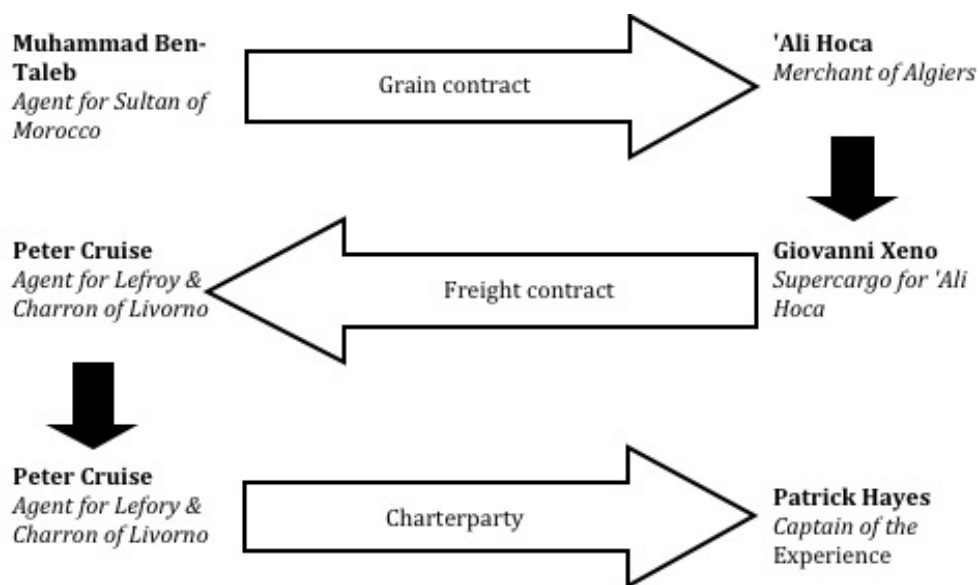 Muhammad Ben-
Taleb
Agent for Sultan of
Morocco
Grain contract
'Ali Hoca
Merchant of Algiers
Peter Cruise
Agent for Lefroy &
Charron of Livorno
Freight contract
Giovanni Xeno
Supercargo for 'Ali
Hoca
Peter Cruise
Agent for Lefory &
Charron of Livorno
Charterparty
Patrick Hayes
Captain of the
Experience